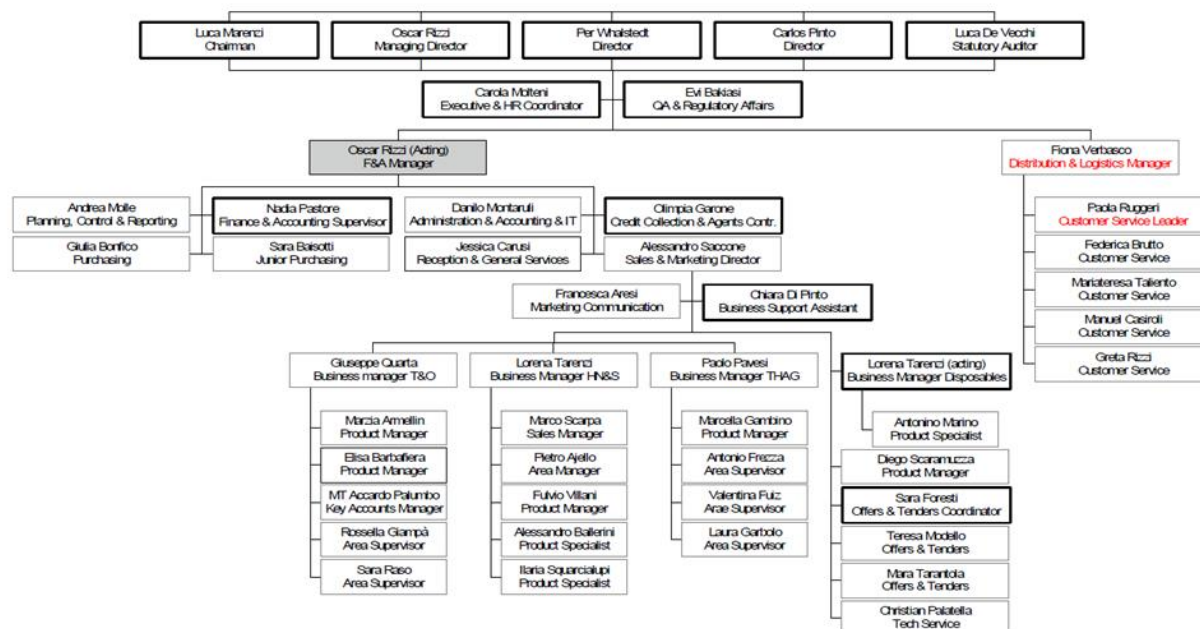 Luca Marenzi
Chairman
Oscar Rizzi
Managing Director
Per Whalstedt
Director
Carlos Pinto
Director
Luca De Vecchi
Statutory Auditor
Carola Molteni
Executive & HR Coordinator
Evi Bakiasi
QA & Regulatory Affairs
Oscar Rizzi (Acting)
F&A Manager
Fiona Verbasco
Distribution & Logistics Manager
Andrea Molle
Planning, Control & Reporting
Nadia Pastore
Finance & Accounting Supervisor
Danilo Montaruli
Administration & Accounting & IT
Olimpia Garone
Credit Collection & Agents Contr.
Paola Ruggeri
Customer Service Leader
Giulia Bonfico
Purchasing
Sara Baisotti
Junior Purchasing
Jessica Carusi
Reception & General Services
Alessandro Saccone
Sales & Marketing Director
Federica Brutto
Customer Service
Mariateresa Taliento
Customer Service
Francesca Aresi
Marketing Communication
Chiara Di Pinto
Business Support Assistant
Manuel Casiroli
Customer Service
Greta Rizzi
Customer Service
Giuseppe Quarta
Business manager T&O
Lorena Tarenzi
Business Manager HN&S
Paolo Pavesi
Business Manager THAG
Lorena Tarenzi (acting)
Business Manager Disposables
Marzia Armellin
Product Manager
Marco Scarpa
Sales Manager
Marcella Gambino
Product Manager
Antonino Marino
Product Specialist
Elisa Barbafiera
Product Manager
Pietro Ajello
Area Manager
Antonio Frezza
Area Supervisor
Diego Scaramuzza
Product Manager
MT Accardo Palumbo
Key Accounts Manager
Fulvio Villani
Product Manager
Valentina Fuiz
Arae Supervisor
Sara Foresti
Offers & Tenders Coordinator
Rossella Giampà
Area Supervisor
Alessandro Ballerini
Product Specialist
Laura Garbolo
Area Supervisor
Teresa Modello
Offers & Tenders
Sara Raso
Area Supervisor
Ilaria Squarcialupi
Product Specialist
Mara Tarantola
Offers & Tenders
Christian Palatella
Tech Service